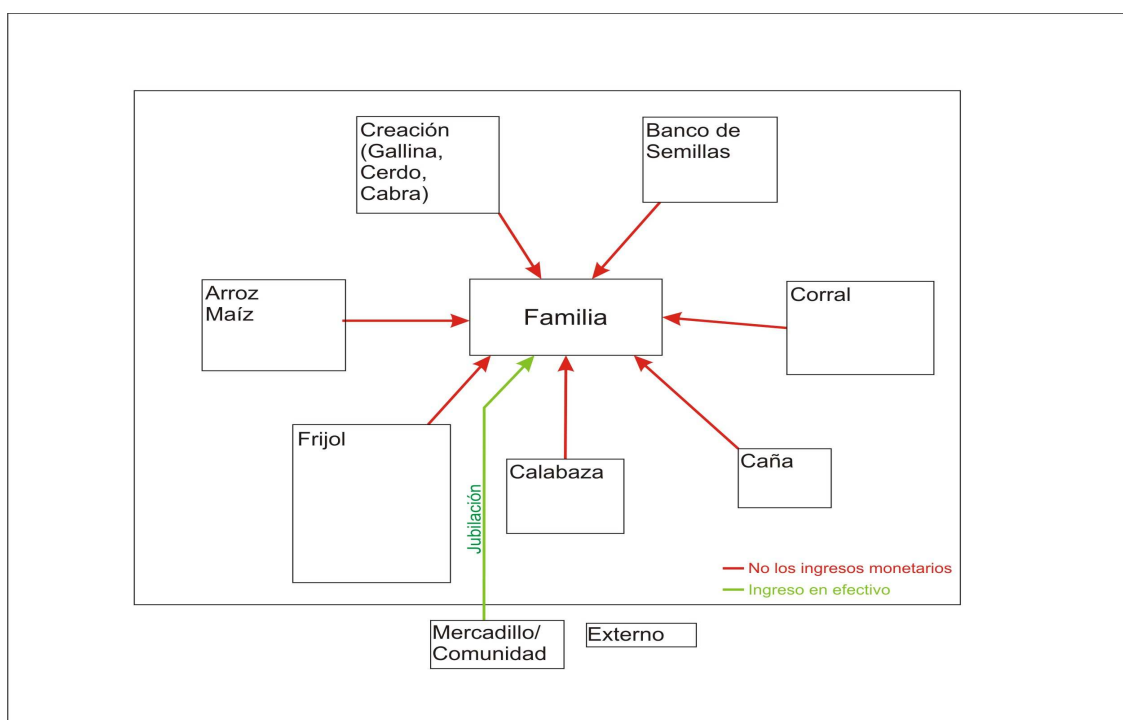 Creación
(Gallina,
Cerdo,
Cabra)
Banco de
Semillas
Arroz
Maíz
Familia
Corral
Frijol
Calabaza
Caña
Jubilación
No los ingresos monetarios
Ingreso en efectivo
Mercadillo/
Comunidad
Externo